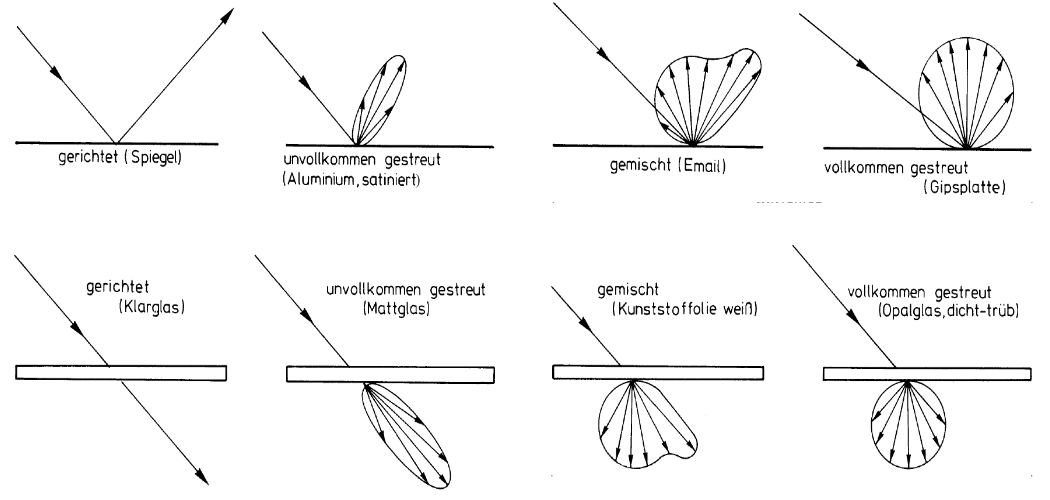 gerichtet (Spiegel)
unvollkommen gestreut
(Aluminium, satiniert)
gemischt (Email)
vollkommen gestreut
(Gipsplatte)
gerichtet
(Klarglas)
unvollkommen gestreut
(Mattglas)
gemischt
(Kunststoffolie weiß)
vollkommen gestreut
(Opalglas, dicht-trüb)